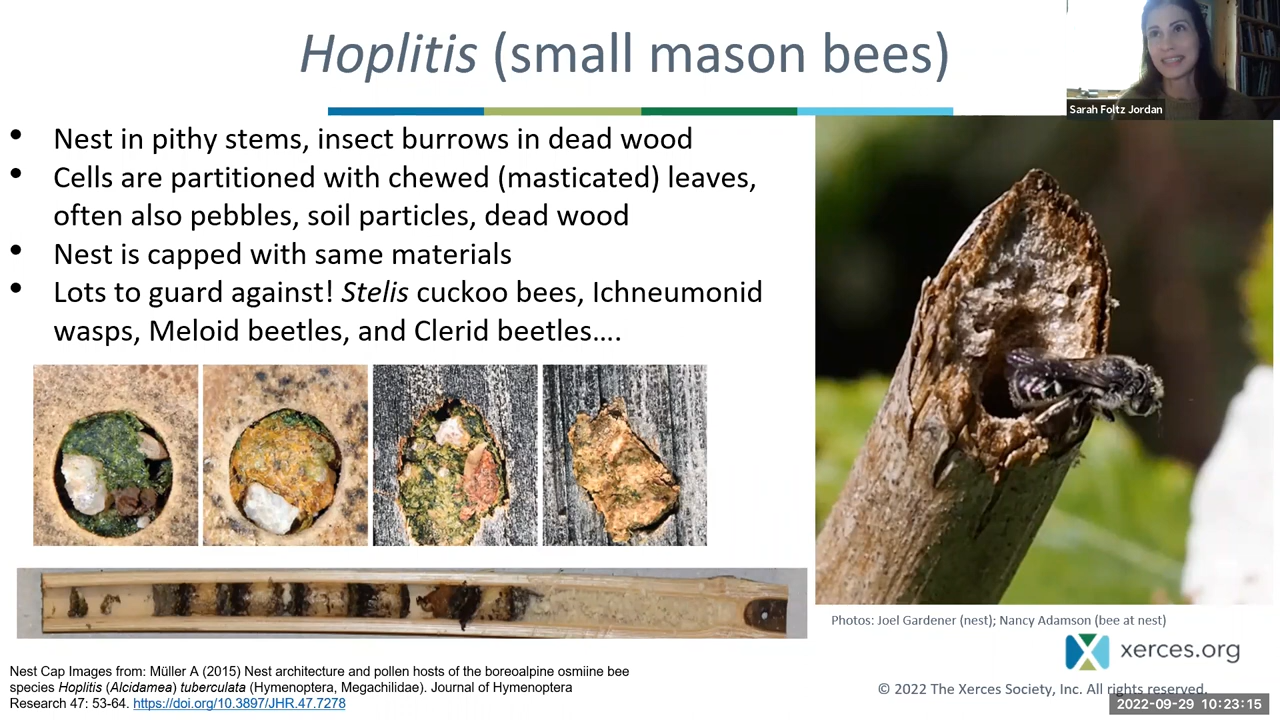 Hoplitis (small mason bees)
Sarah Foltz Jordan
• Nest in pithy stems, insect burrows in dead wood
• Cells are partitioned with chewed (masticated) leaves,
often also pebbles, soil particles, dead wood
• Nest is capped with same materials
• Lots to guard against! Stelis cuckoo bees, Ichneumonid
wasps, Meloid beetles, and Clerid beetles….
Photos: Joel Gardener (nest); Nancy Adamson (bee at nest)
xerces.org
Nest Cap Images from: Müller A (2015) Nest architecture and pollen hosts of the boreoalpine osmiine bee
species Hoplitis (Alcidamea) tuberculata (Hymenoptera, Megachilidae). Journal of Hymenoptera
Research 47: 53-64. https://doi.org/10.3897/JHR.47.7278
© 2022 The Xerces Society, Inc. All rights reserved.
2022-09-29 10:23:15